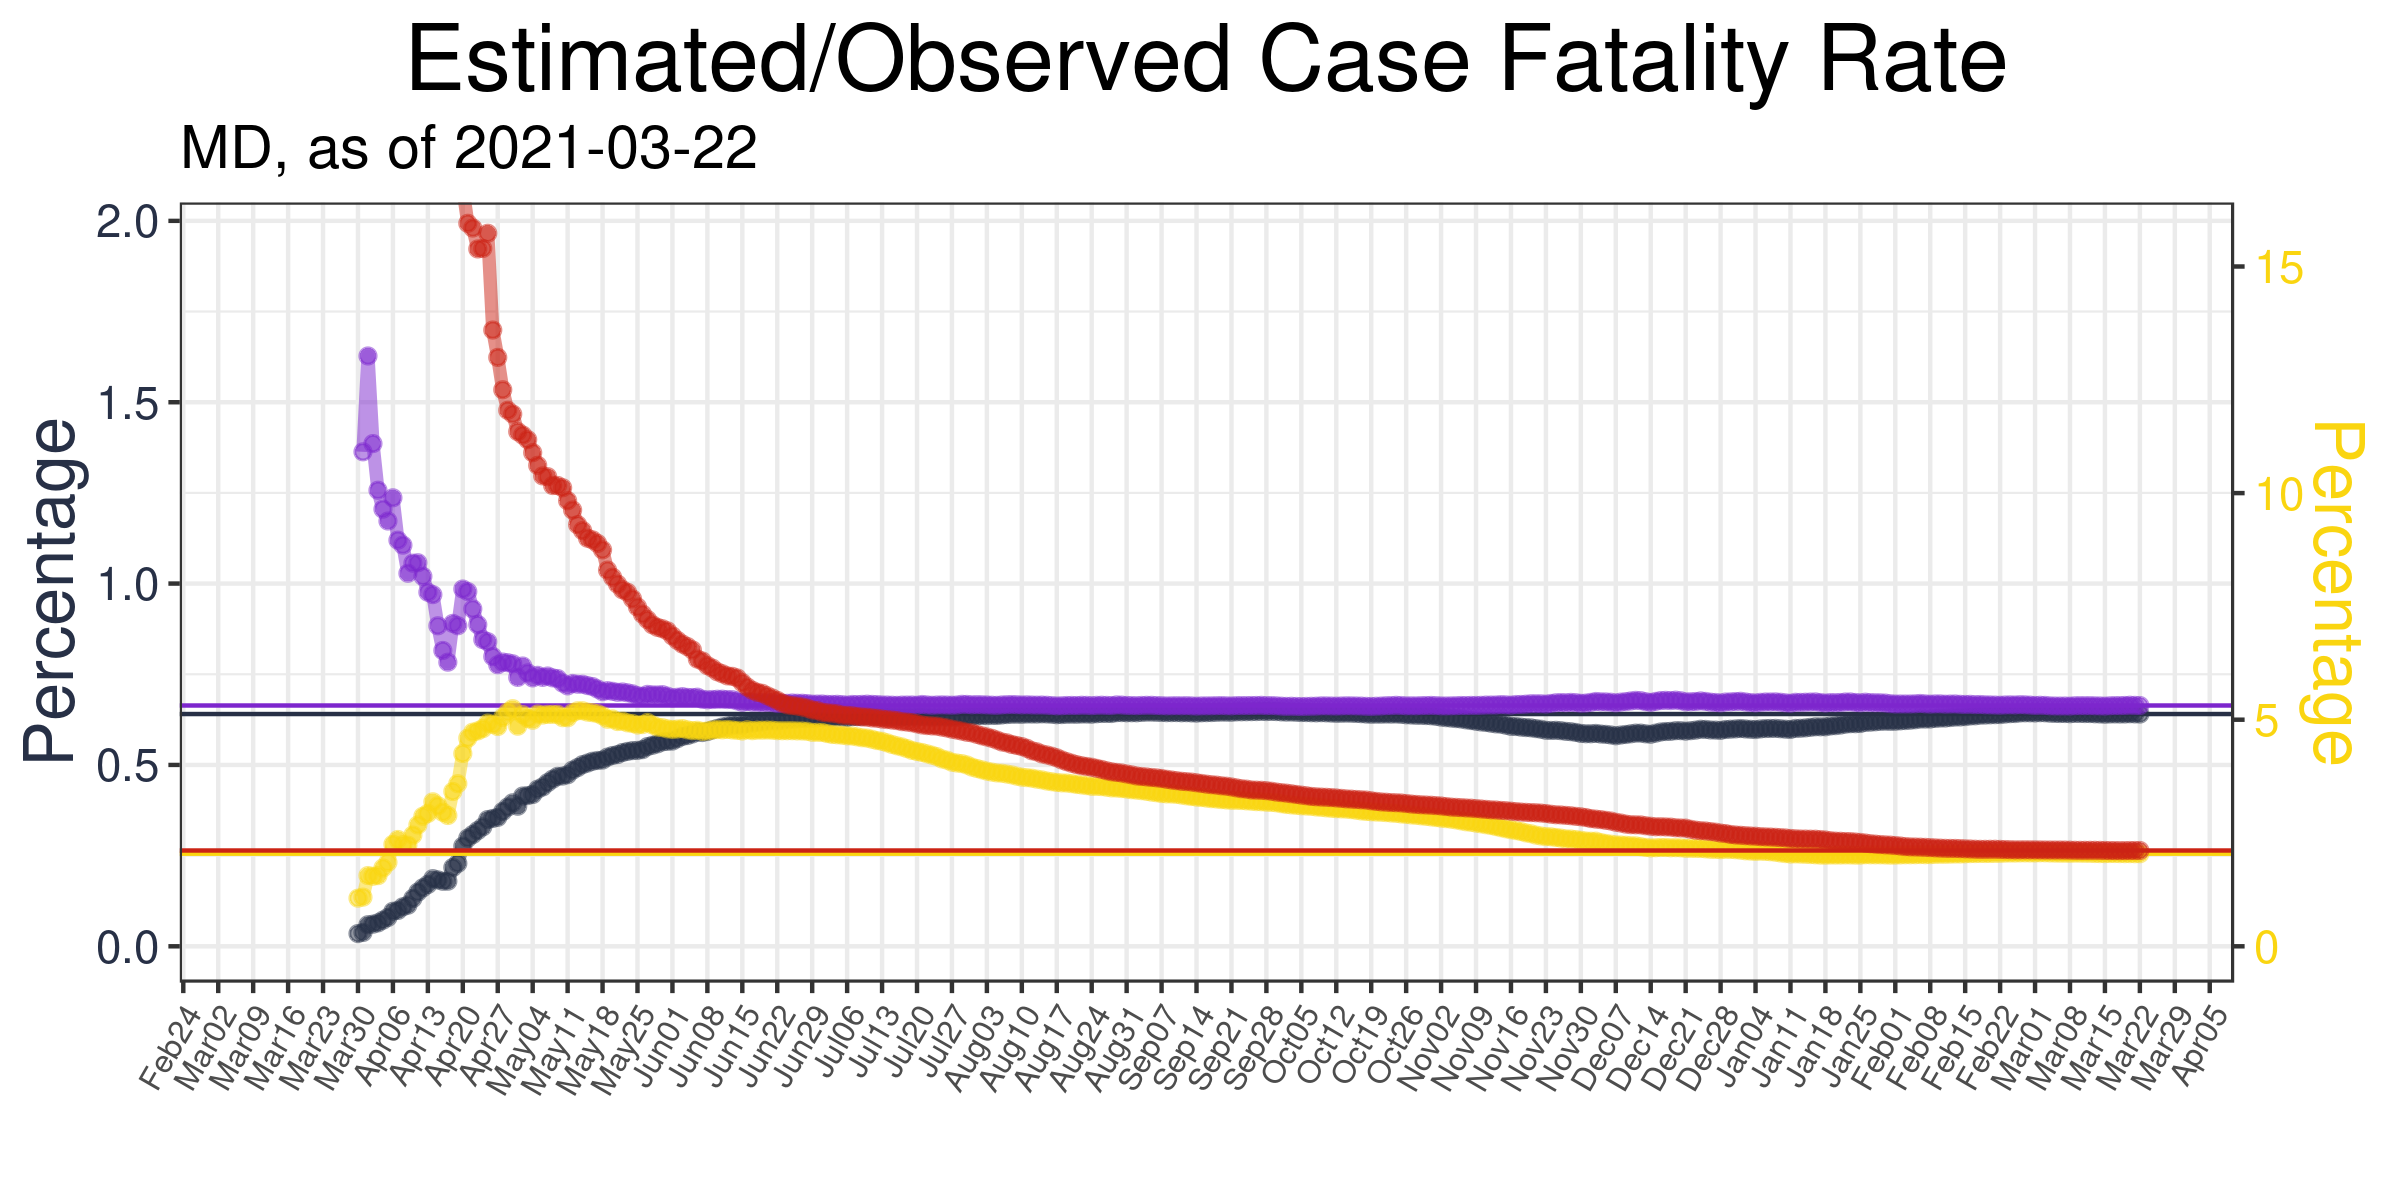 Estimated/Observed Case Fatality Rate
MD, as of 2021-03-22
Percentage
2.0
1.5
1.0
0.5
0.0
15
10
5
0
Percentage
Feb24
Mar02
Mar09
Mar16
Mar23
Mar30
Apr06
Apr13
Apr20
Apr27
May04
May11
May18
May25
Jun01
Jun08
Jun15
Jun22
Jun29
Jul06
Jul13
Jul20
Jul27
Aug03
Aug10
Aug17
Aug24
Aug31
Sep07
Sep14
Sep21
Sep28
Oct05
Oct12
Oct19
Oct26
Nov02
Nov09
Nov16
Nov23
Nov30
Dec07
Dec14
Dec21
Dec28
Jan04
Jan11
Jan18
Jan25
Feb01
Feb08
Feb15
Feb22
Mar01
Mar08
Mar15
Mar22
Mar29
Apr05